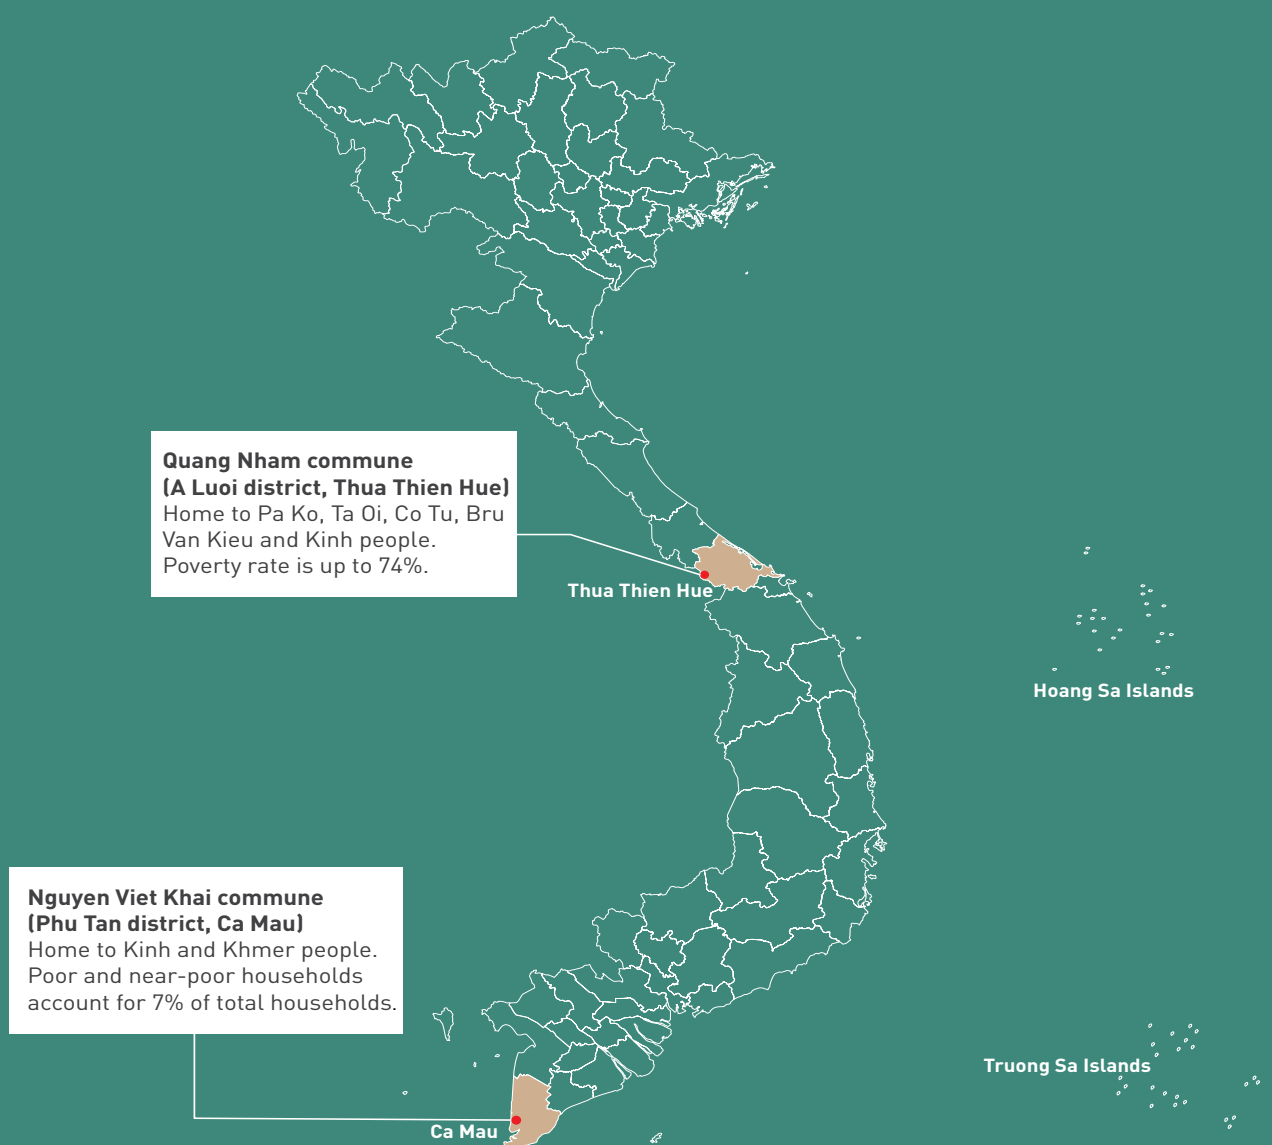 Quang Nham commune
(A Luoi district, Thua Thien Hue)
Home to Pa Ko, Ta Oi, Co Tu, Bru
Van Kieu and Kinh people.
Poverty rate is up to 74%.
Thua Thien Hue
Hoang Sa Islands
Nguyen Viet Khai commune
(Phu Tan district, Ca Mau)
Home to Kinh and Khmer people.
Poor and near-poor households
account for 7% of total households.
Truong Sa Islands
Ca Mau